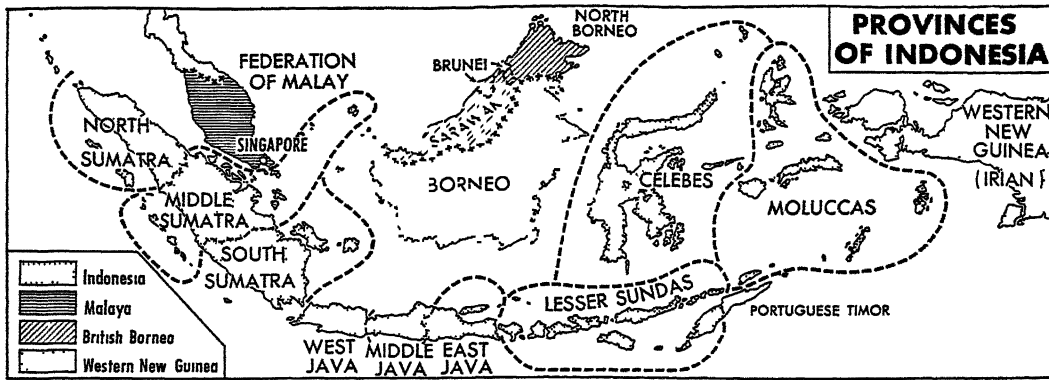 PROVINCES
OF INDONESIA
NORTH
BORNEO
BRUNEI
FEDERATION
OF MALAY
SINGAPORE
NORTH
SUMATRA
MIDDLE
SUMATRA
SOUTH
SUMATRA
BORNEO
CELEBES
MOLUCCAS
WESTERN
NEW
GUINEA
(IRIAN)
LESSER SUNDAS
PORTUGUESE TIMOR
WEST
JAVA
MIDDLE
JAVA
EAST
JAVA
Indonesia
Malaya
British Borneo
Western New Guinea